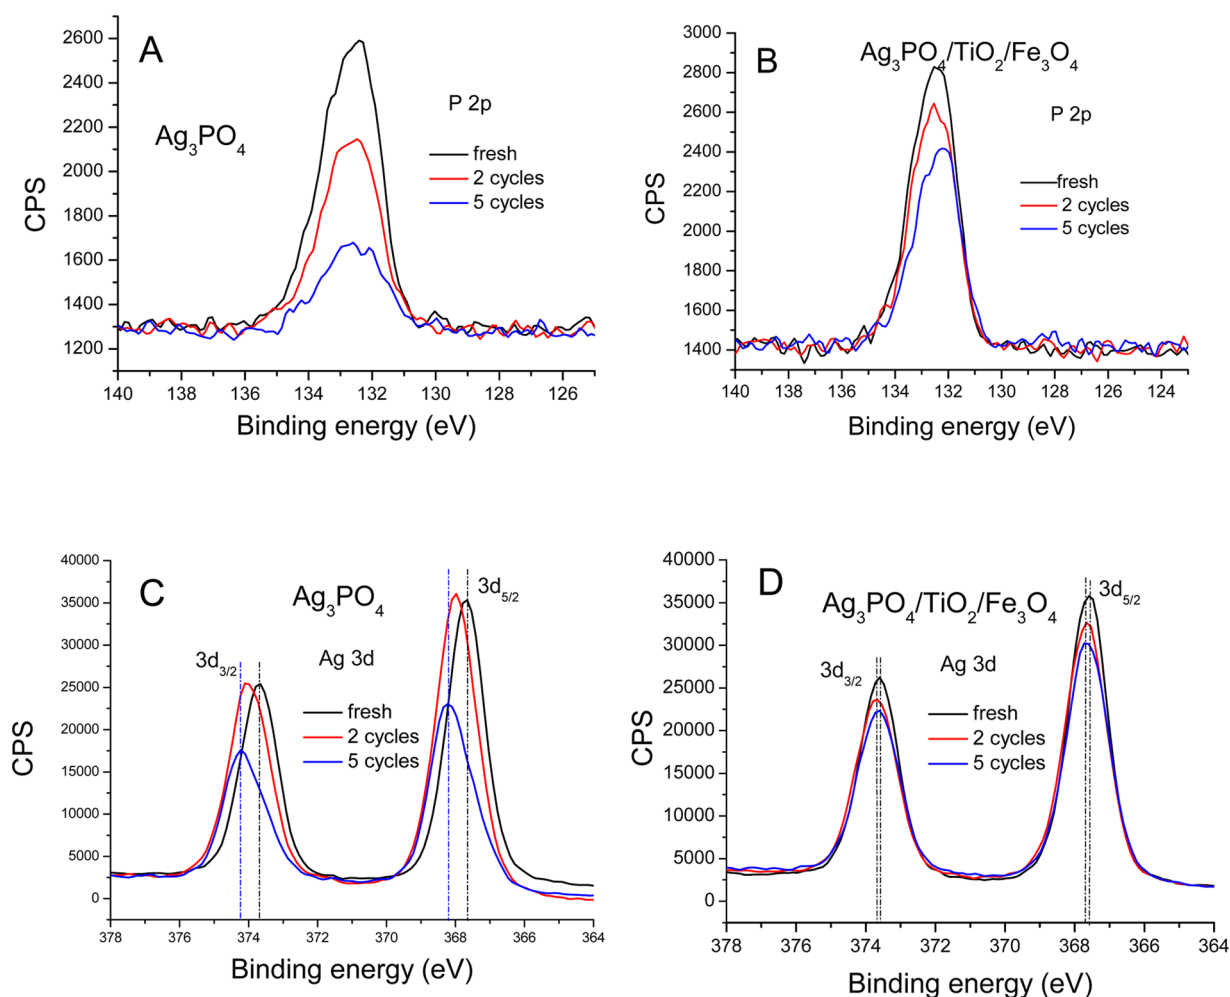 A
Ag3PO4
P 2p
fresh
2 cycles
5 cycles
CPS
2600
2400
2200
2000
1800
1600
1400
1200
140 138 136 134 132 130 128 126
Binding energy (eV)
B
Ag3PO4/TiO2/Fe3O4
P 2p
fresh
2 cycles
5 cycles
CPS
3000
2800
2600
2400
2200
2000
1800
1600
1400
140 138 136 134 132 130 128 126 124
Binding energy (eV)
C
Ag3PO4
3d5/2
3d3/2
Ag 3d
fresh
2 cycles
5 cycles
CPS
40000
35000
30000
25000
20000
15000
10000
5000
0
378 376 374 372 370 368 366 364
Binding energy (eV)
D
Ag3PO4/TiO2/Fe3O4
3d5/2
3d3/2
Ag 3d
fresh
2 cycles
5 cycles
CPS
40000
35000
30000
25000
20000
15000
10000
5000
0
378 376 374 372 370 368 366 364
Binding energy (eV)